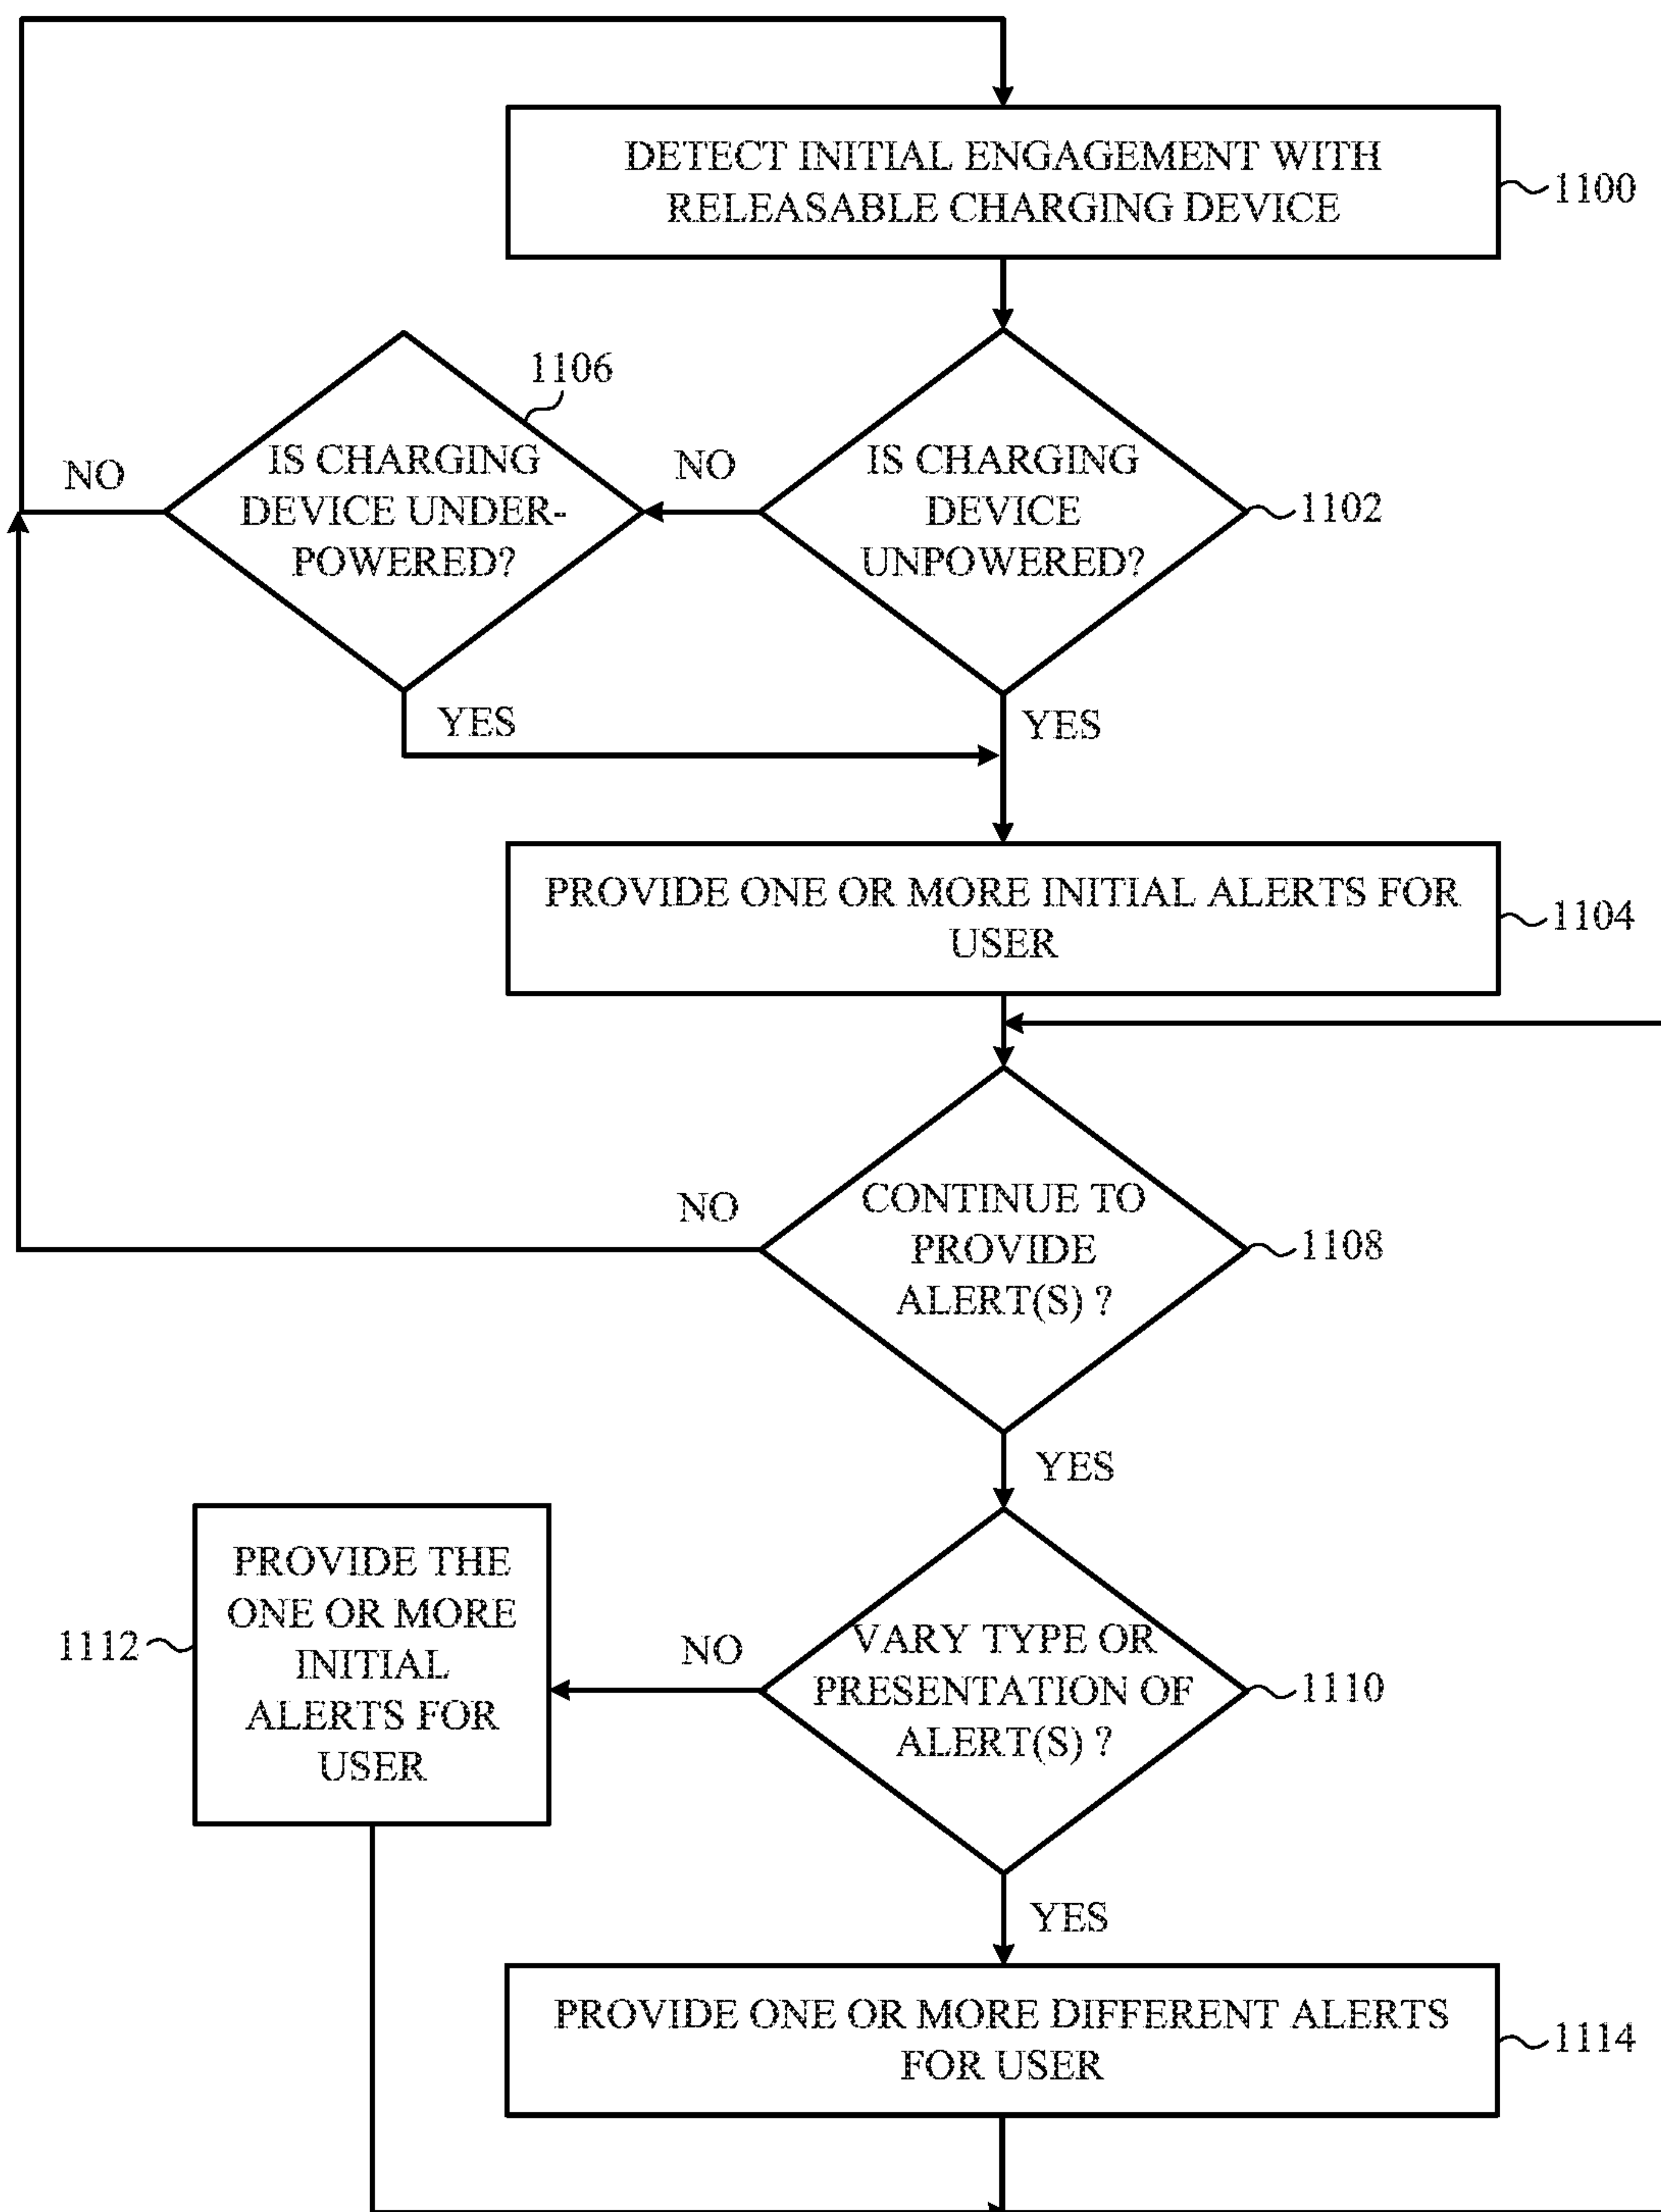 DETECT INITIAL ENGAGEMENT WITH
RELEASABLE CHARGING DEVICE
1100
1106
NO
IS CHARGING
DEVICE UNDER-
POWERED?
NO
IS CHARGING
DEVICE
UNPOWERED?
1102
YES
YES
PROVIDE ONE OR MORE INITIAL ALERTS FOR
USER
1104
NO
CONTINUE TO
PROVIDE
ALERT(S) ?
1108
YES
PROVIDE THE
ONE OR MORE
INITIAL
ALERTS FOR
USER
1112
NO
VARY TYPE OR
PRESENTATION OF
ALERT(S) ?
1110
YES
PROVIDE ONE OR MORE DIFFERENT ALERTS
FOR USER
1114